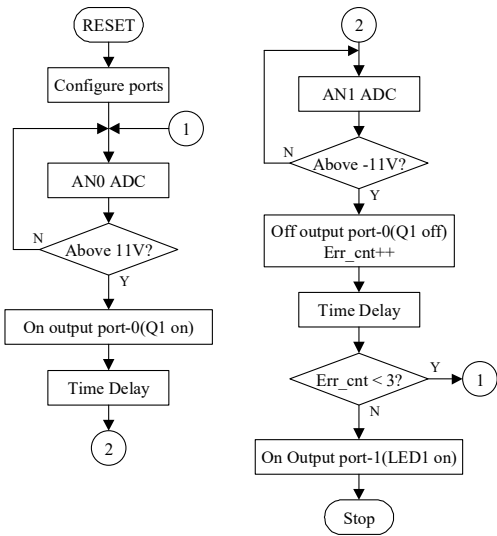 RESET
Configure ports
1
AN0 ADC
N
Above 11V?
Y
On output port-0(Q1 on)
Time Delay
2
2
AN1 ADC
N
Above -11V?
Y
Off output port-0(Q1 off)
Err_cnt++
Time Delay
Err_cnt < 3?
Y
1
N
On Output port-1(LED1 on)
Stop